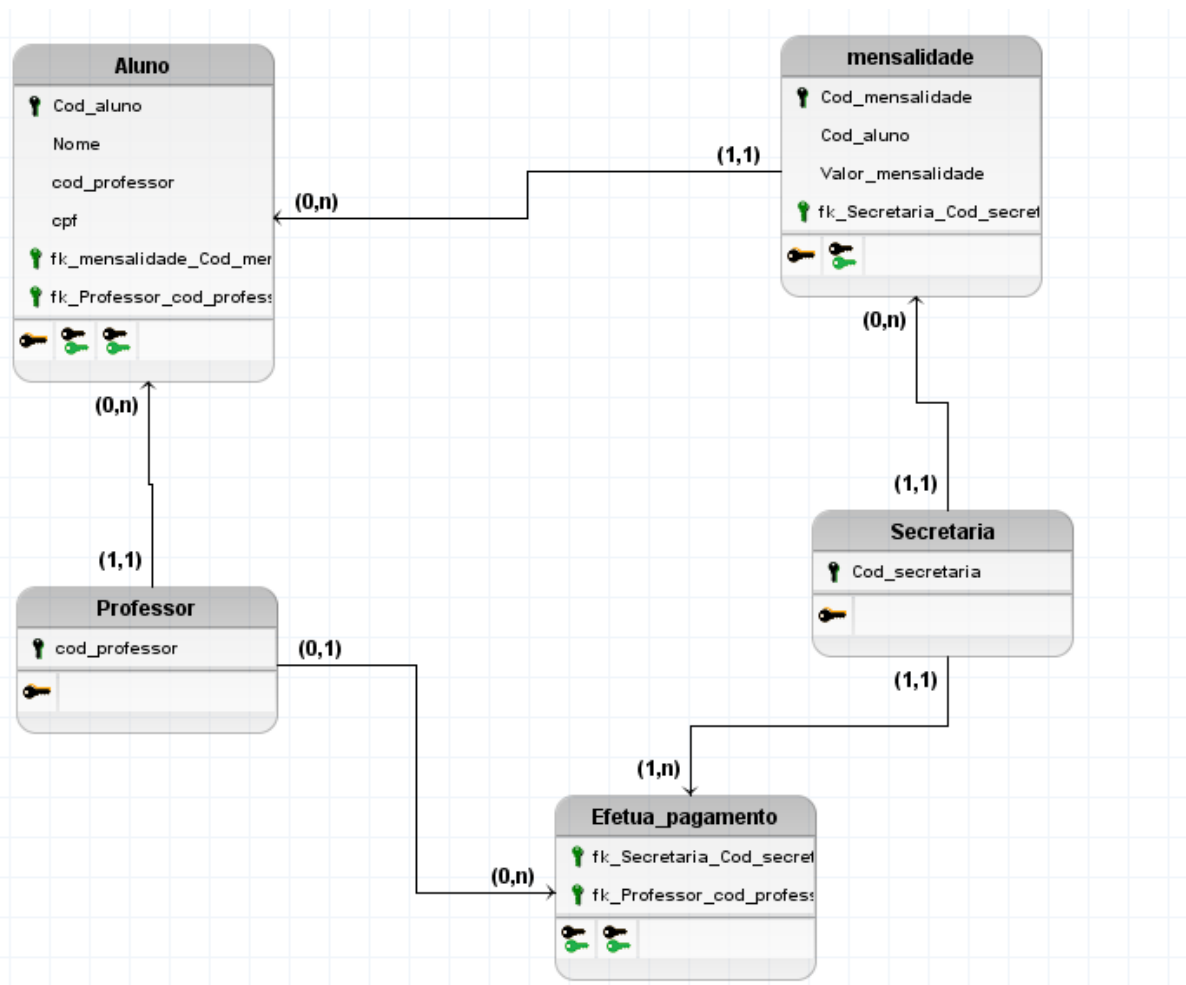 Aluno
Cod_aluno
Nome
cod_professor
cpf
fk_mensalidade_Cod_mer
fk_Professor_cod_profess
(0,n)
(1,1)
mensalidade
Cod_mensalidade
Cod_aluno
Valor_mensalidade
fk_Secretaria_Cod_secret
(0,n)
(0,n)
(1,1)
(1,1)
Secretaria
Cod_secretaria
Professor
cod_professor
(0,1)
(1,1)
(1,n)
(0,n)
Efetua_pagamento
fk_Secretaria_Cod_secret
fk_Professor_cod_profess